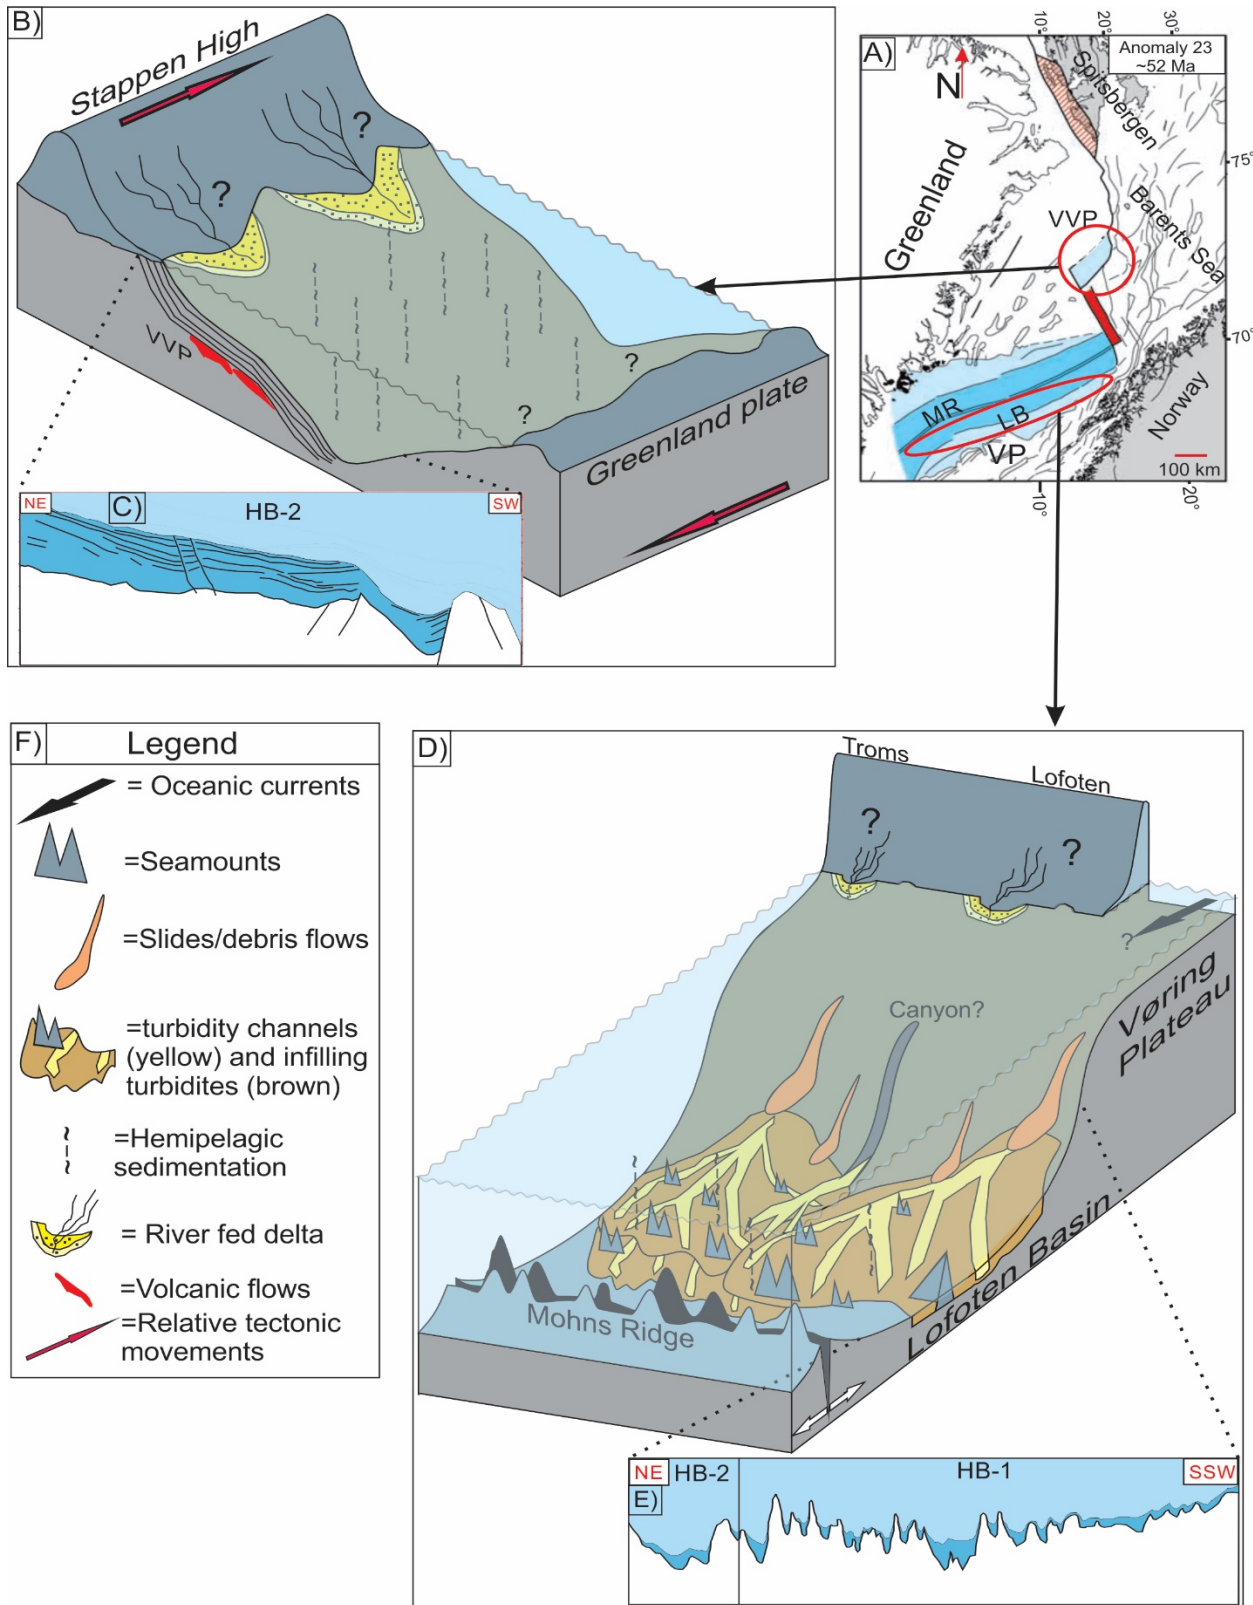 B)
Stappen High
?
?
VVP
?
?
Greenland plate
NE
C)
HB-2
SW
10°
20°
30°
A)
Anomaly 23
~52 Ma
N
Spitsbergen
75°
Greenland
VVP
Barents Sea
70°
MR
LB
VP
Norway
100 km
10°
20°
F)
Legend
= Oceanic currents
=Seamounts
=Slides/debris flows
=turbidity channels
(yellow) and infilling
turbidites (brown)
=Hemipelagic
sedimentation
= River fed delta
=Volcanic flows
=Relative tectonic
movements
D)
Troms
Lofoten
?
?
?
Canyon?
Vøring
Plateau
Lofoten Basin
Mohns Ridge
NE
HB-2
HB-1
SSW
E)